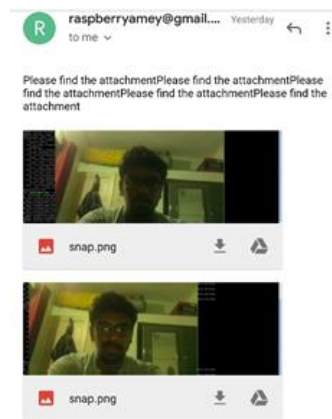 R
raspberryamey@gmail.... Yesterday
to me
Please find the attachmentPlease find the attachmentPlease
find the attachmentPlease find the attachmentPlease find the
attachment
snap.png
snap.png